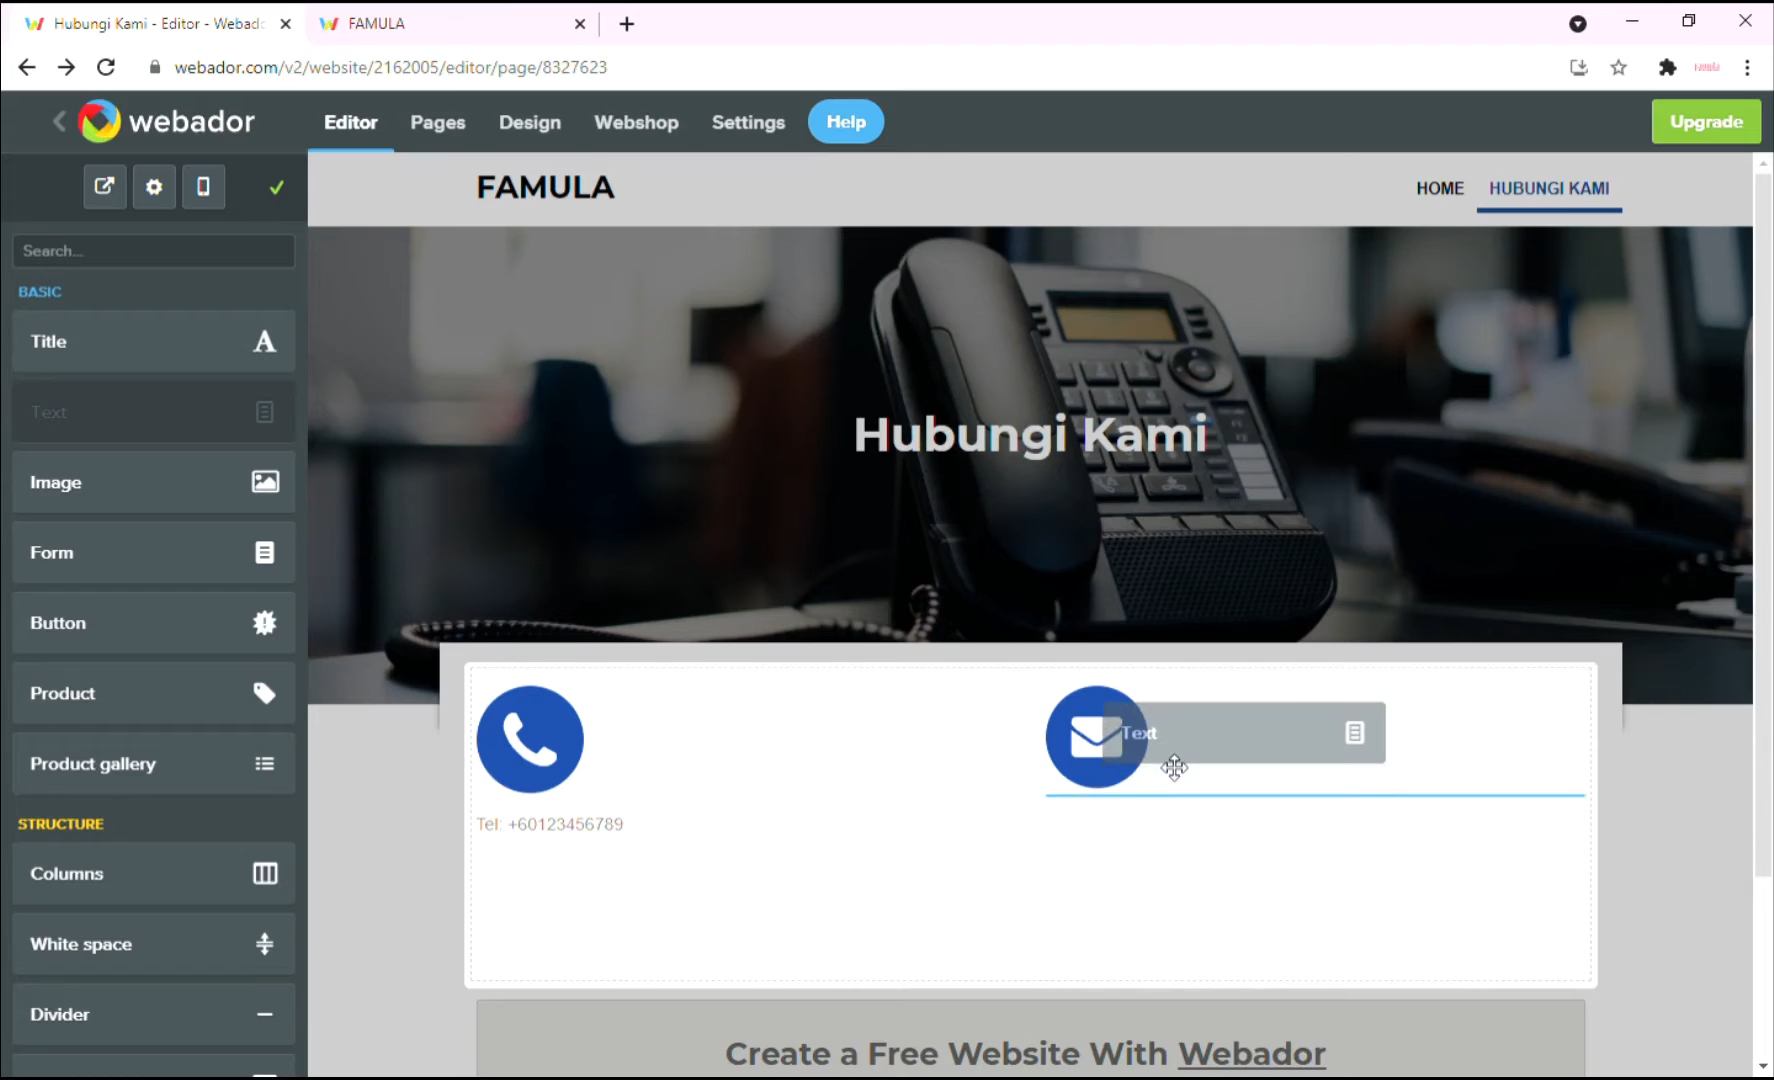 Hubungi Kami - Editor - Webado
FAMULA
webador.com/v2/website/2162005/editor/page/8327623
webador
Editor
Pages
Design
Webshop
Settings
Help
Upgrade
FAMULA
HOME
HUBUNGI KAMI
Search...
BASIC
Title
Text
Image
Form
Button
Product
Product gallery
STRUCTURE
Columns
White space
Divider
Hubungi Kami
Text
Tel: +60123456789
Create a Free Website With Webador